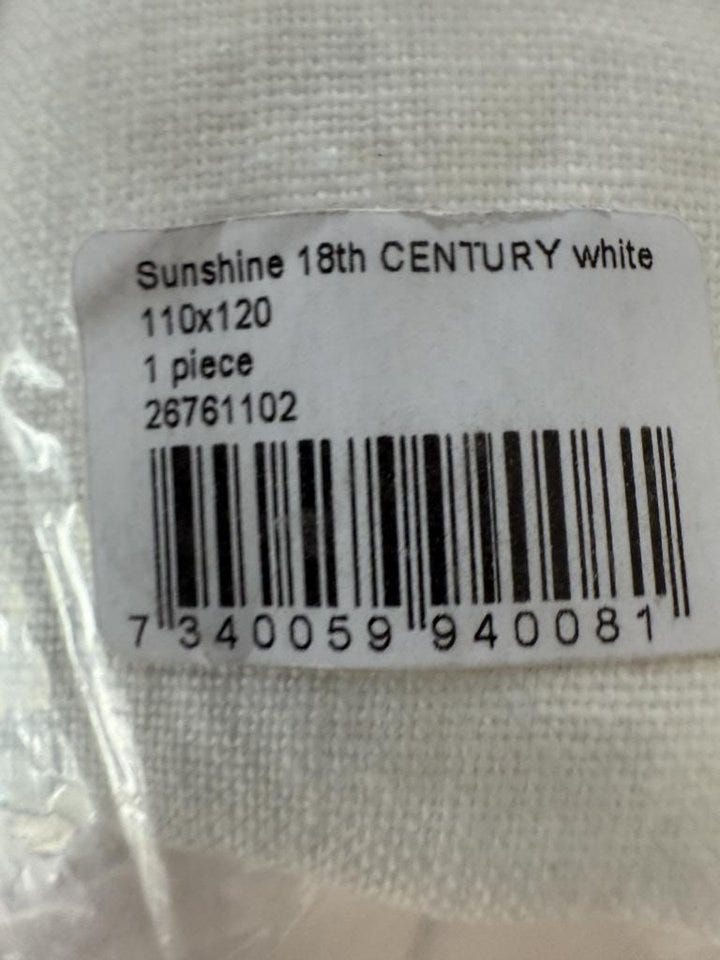 Sunshine 18th CENTURY white
110x120
1 piece
26761102
7 340059 940081